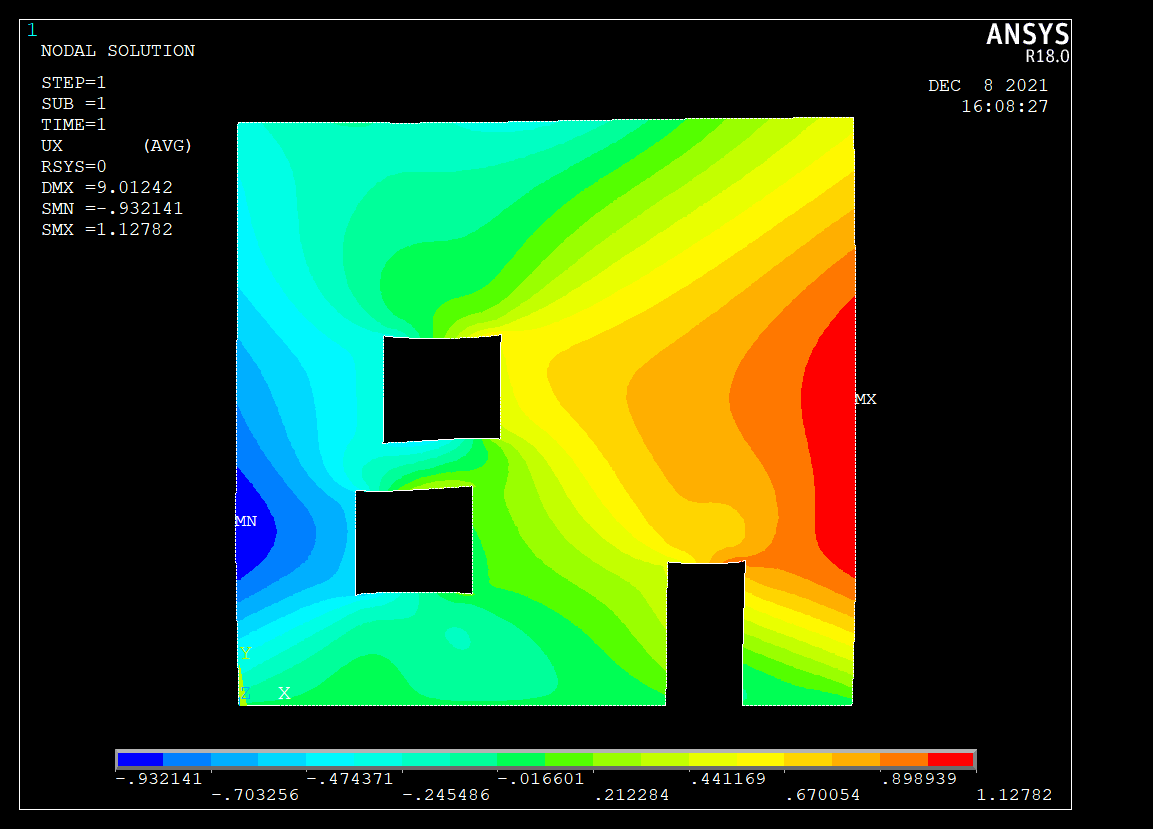 1
ANSYS
R18.0
NODAL SOLUTION
STEP=1
SUB =1
TIME=1
UX (AVG)
RSYS=0
DMX =9.01242
SMN =-.932141
SMX =1.12782
DEC 8 2021
16:08:27
MX
MN
Y
Z X
-.932141 -.474371 -.016601 .441169 .898939
-.703256 -.245486 .212284 .670054 1.12782